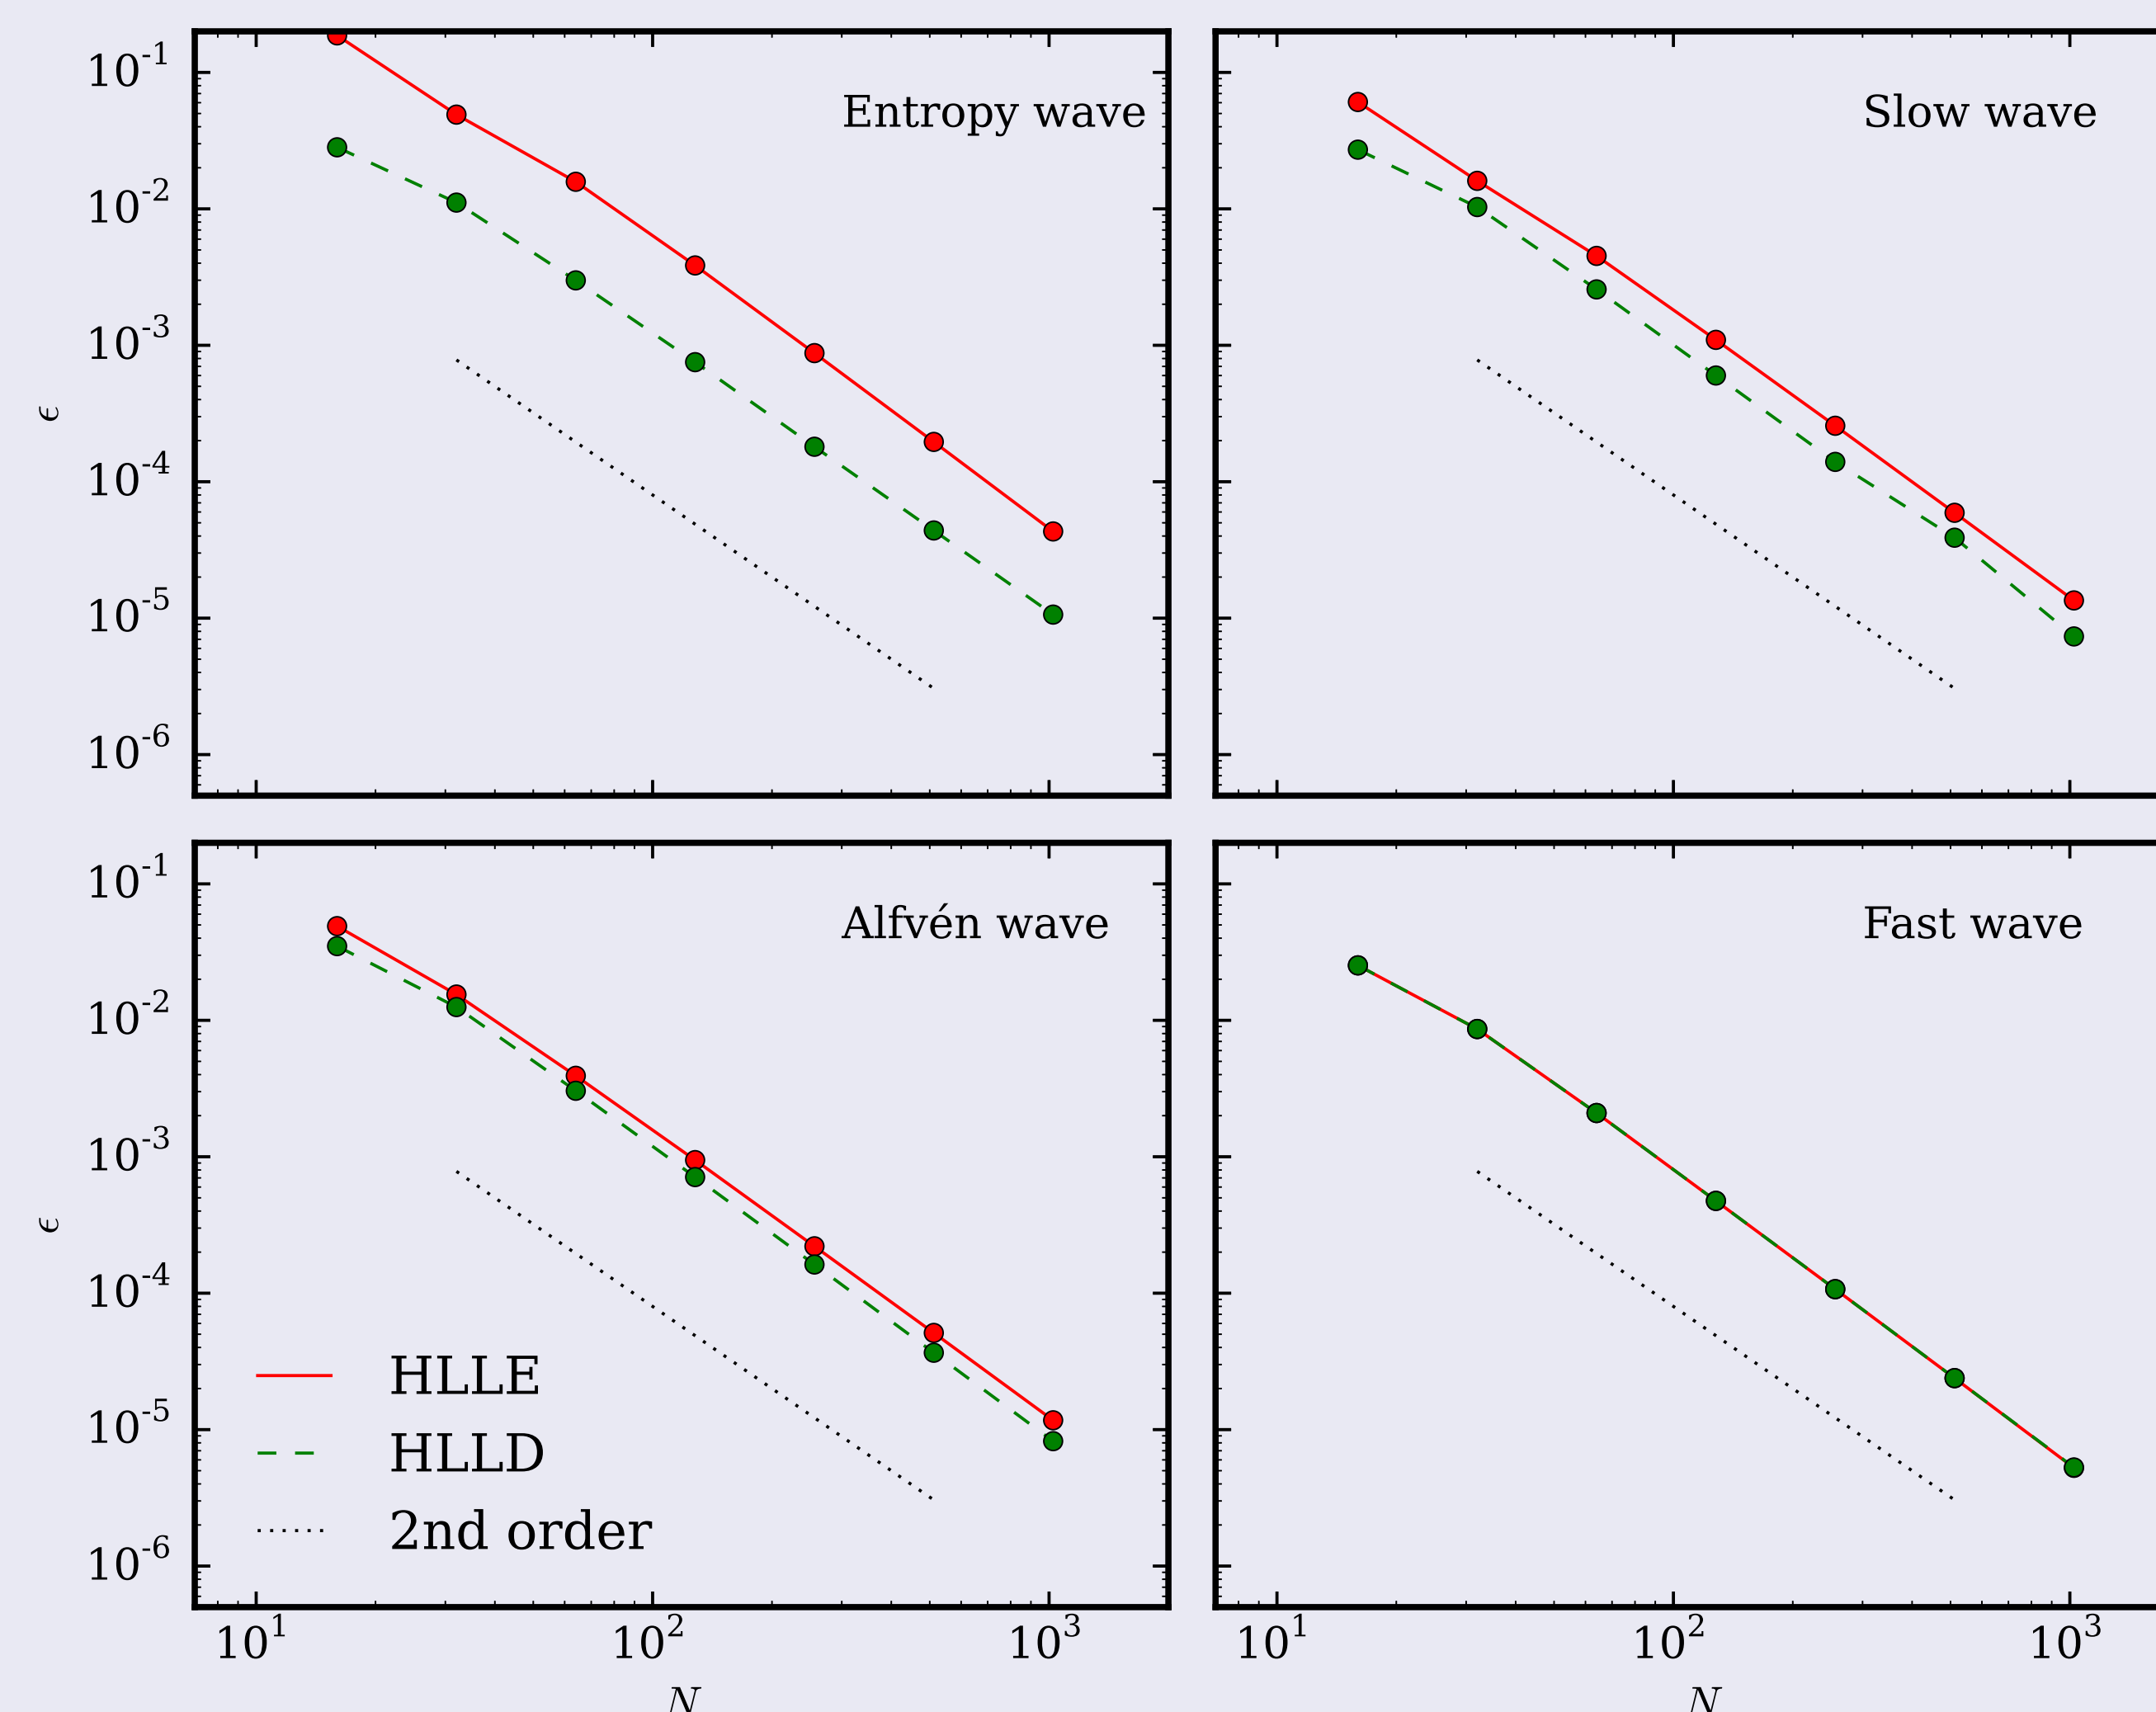 Entropy wave
Slow wave
10⁻¹
10⁻²
10⁻³
10⁻⁴
10⁻⁵
10⁻⁶
ϵ
Alfvén wave
Fast wave
10⁻¹
10⁻²
10⁻³
10⁻⁴
10⁻⁵
10⁻⁶
ϵ
HLLE
HLLD
2nd order
10¹ 10² 10³
10¹ 10² 10³
N
N